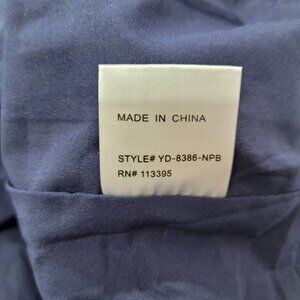 MADE IN CHINA
STYLE# YD-8386-NPB
RN# 113395